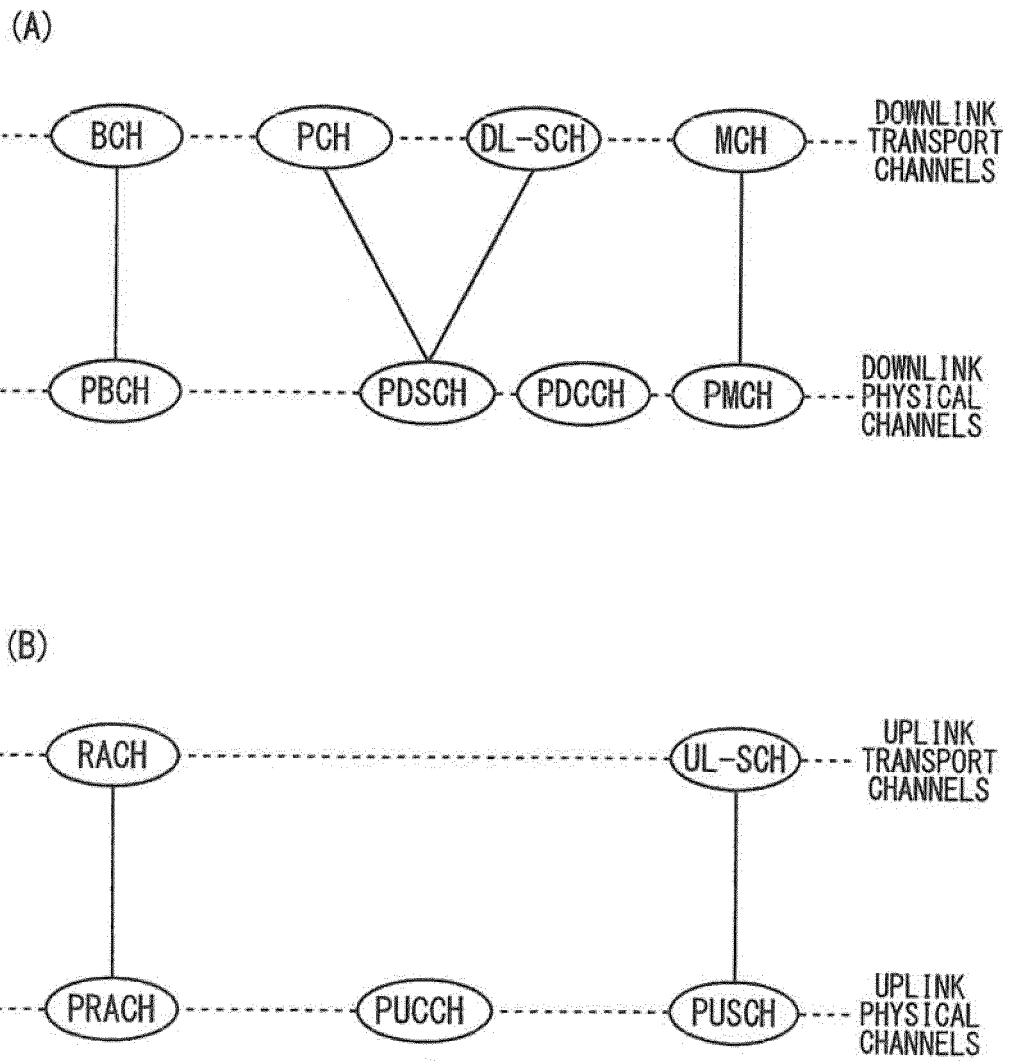 (A)
BCH PCH DL-SCH MCH
DOWNLINK
TRANSPORT
CHANNELS
PBCH PDSCH PDCCH PMCH
DOWNLINK
PHYSICAL
CHANNELS
(B)
RACH UL-SCH
UPLINK
TRANSPORT
CHANNELS
PRACH PUCCH PUSCH
UPLINK
PHYSICAL
CHANNELS